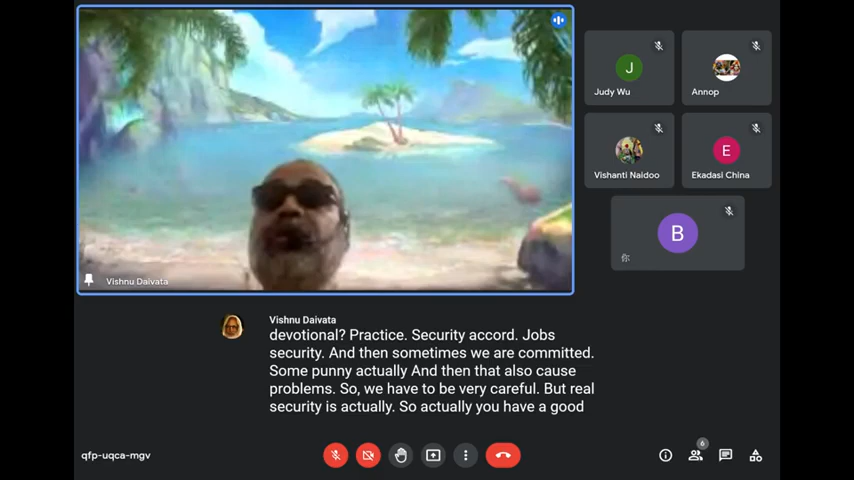 Vishnu Daivata
J
Judy Wu
Annop
Vishanti Naidoo
E
Ekadasi China
B
你
Vishnu Daivata
devotional? Practice. Security accord. Jobs
security. And then sometimes we are committed.
Some punny actually And then that also cause
problems. So, we have to be very careful. But real
security is actually. So actually you have a good
qfp-uqca-mgv
6